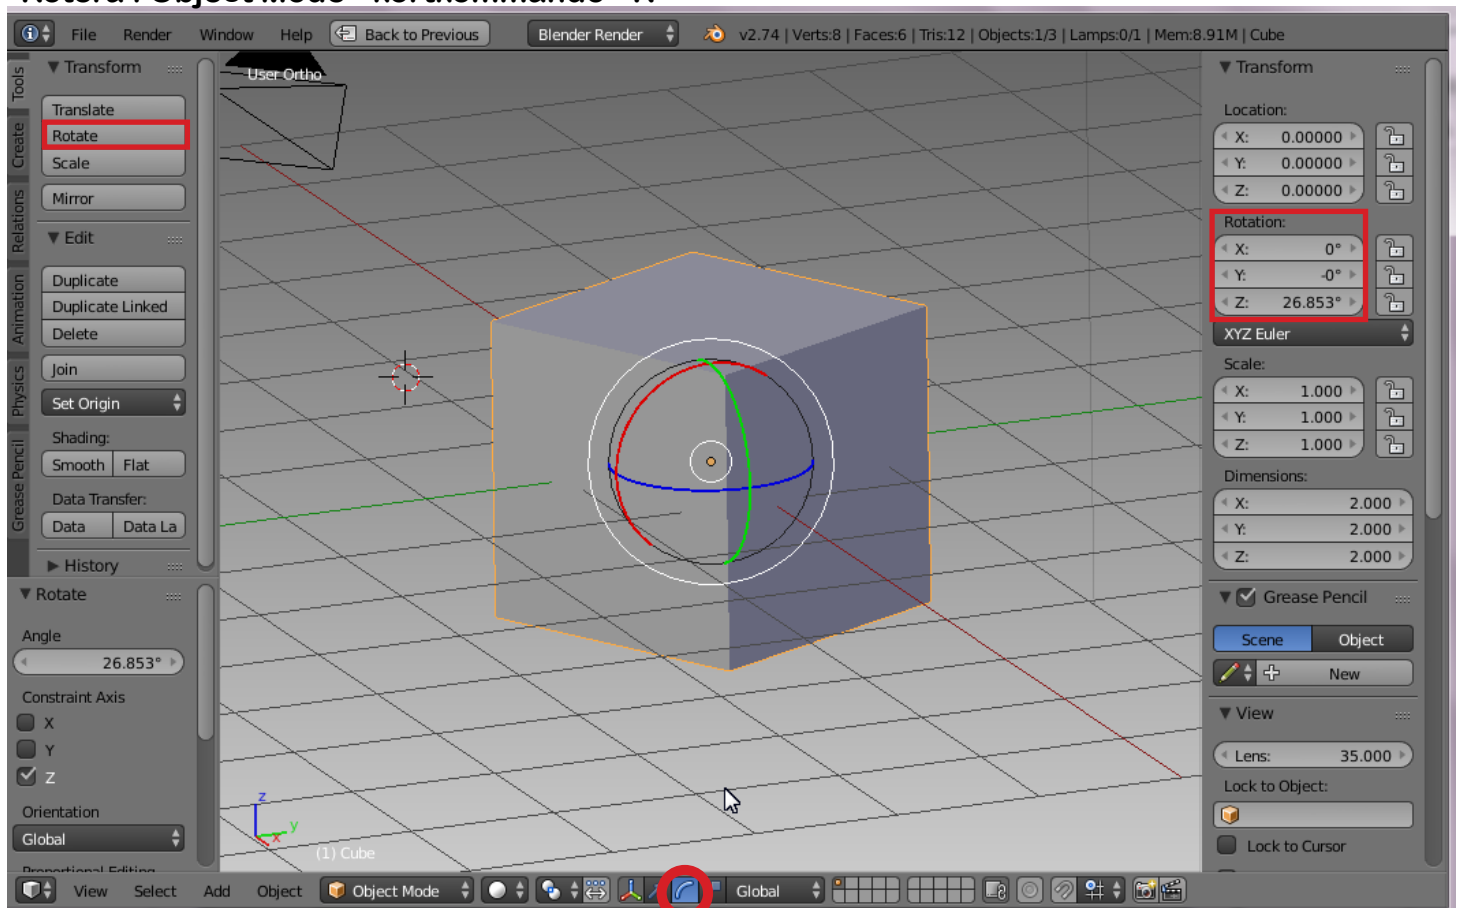 File Render Window Help Back to Previous Blender Render v2.74 | Verts:8 | Faces:6 | Tris:12 | Objects:1/3 | Lamps:0/1 | Mem:8.91M | Cube
Tools
Create
Relations
Animation
Physics
Grease Pencil
Transform
Translate
Rotate
Scale
Mirror
Edit
Duplicate
Duplicate Linked
Delete
Join
Set Origin
Shading:
Smooth Flat
Data Transfer:
Data Data La
History
Rotate
Angle
26.853°
Constraint Axis
X
Y
Z
Orientation
Global
User Ortho
z
y
x
(1) Cube
Transform
Location:
X: 0.00000
Y: 0.00000
Z: 0.00000
Rotation:
X: 0°
Y: -0°
Z: 26.853°
XYZ Euler
Scale:
X: 1.000
Y: 1.000
Z: 1.000
Dimensions:
X: 2.000
Y: 2.000
Z: 2.000
Grease Pencil
Scene Object
New
View
Lens: 35.000
Lock to Object:
Lock to Cursor
View Select Add Object Object Mode Global